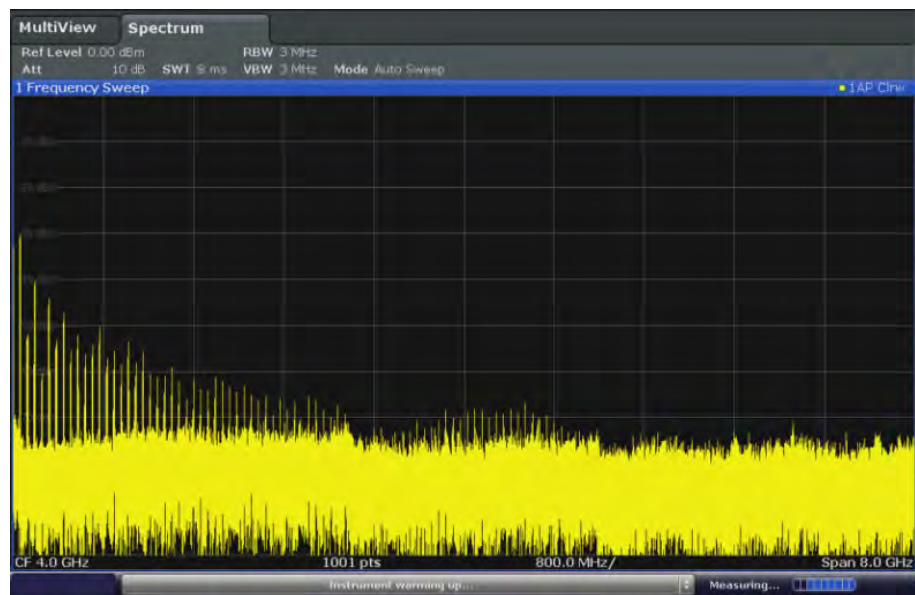 MultiView Spectrum
Ref Level 0.00 dBm RBW 3 MHz
Att 10 dB SWT 8 ms VBW 3 MHz Mode Auto Sweep
1 Frequency Sweep 1AP Clrw
CF 4.0 GHz 1001 pts 800.0 MHz/ Span 8.0 GHz
Instrument warming up... Measuring...